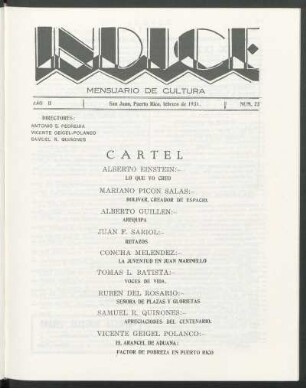 INDICE
MENSUARIO DE CULTURA
AÑO II San Juan, Puerto Rico, febrero de 1931. NUM. 22
DIRECTORES:
ANTONIO S. PEDREIRA
VICENTE GEIGEL-POLANCO
SAMUEL R. QUIÑONES
CARTEL
ALBERTO EINSTEIN:–
LO QUE YO CREO
MARIANO PICON SALAS:–
BOLIVAR, CREADOR DE ESPACIO.
ALBERTO GUILLEN:–
AREQUIPA
JUAN F. SARIOL:–
RETAZOS
CONCHA MELENDEZ:–
LA JUVENTUD EN JUAN MARINELLO
TOMAS L. BATISTA:–
VOCES DE VIDA.
RUBEN DEL ROSARIO:–
SEÑORA DE PLAZAS Y GLORIETAS
SAMUEL R. QUIÑONES:–
APRECIACIONES DEL CENTENARIO.
VICENTE GEIGEL POLANCO:–
EL ARANCEL DE ADUANA:
FACTOR DE POBREZA EN PUERTO RICO